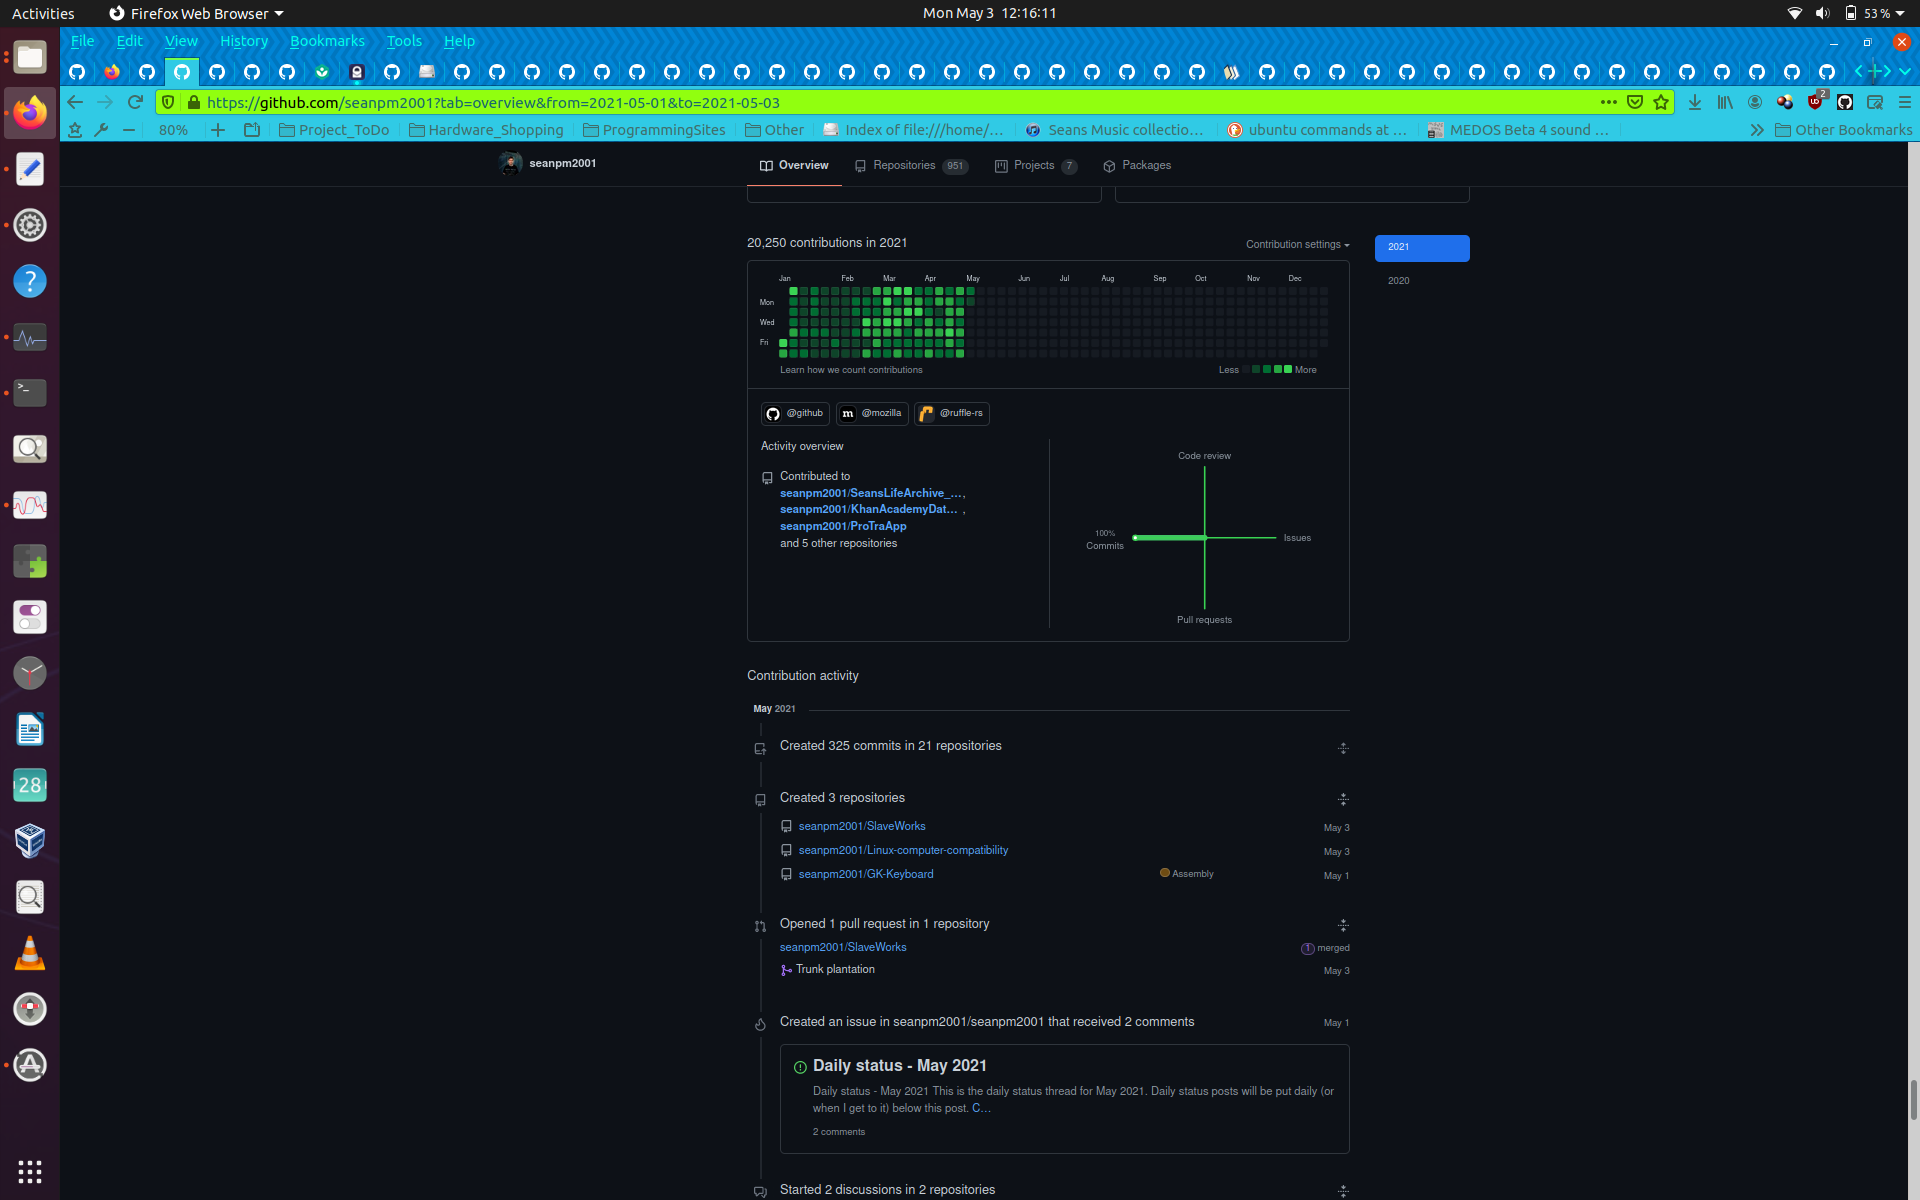 Activities Firefox Web Browser Mon May 3 12:16:11 53 %
File Edit View History Bookmarks Tools Help
https://github.com/seanpm2001?tab=overview&from=2021-05-01&to=2021-05-03 2
80% Project_ToDo Hardware_Shopping ProgrammingSites Other Index of file:///home/... Seans Music collectio... ubuntu commands at ... MEDOS Beta 4 sound ... Other Bookmarks
seanpm2001 Overview Repositories 951 Projects 7 Packages
20,250 contributions in 2021 Contribution settings 2021
2020
Jan Feb Mar Apr May Jun Jul Aug Sep Oct Nov Dec
Mon
Wed
Fri
Learn how we count contributions Less More
@github m @mozilla @ruffle-rs
Activity overview
Code review
Contributed to
seanpm2001/SeansLifeArchive_...,
seanpm2001/KhanAcademyDat... ,
seanpm2001/ProTraApp
and 5 other repositories
100%
Commits
Issues
Pull requests
Contribution activity
May 2021
Created 325 commits in 21 repositories
Created 3 repositories
seanpm2001/SlaveWorks May 3
seanpm2001/Linux-computer-compatibility May 3
seanpm2001/GK-Keyboard Assembly May 1
Opened 1 pull request in 1 repository
seanpm2001/SlaveWorks 1 merged
Trunk plantation May 3
Created an issue in seanpm2001/seanpm2001 that received 2 comments May 1
Daily status - May 2021
Daily status - May 2021 This is the daily status thread for May 2021. Daily status posts will be put daily (or
when I get to it) below this post. C...
2 comments
Started 2 discussions in 2 repositories
28